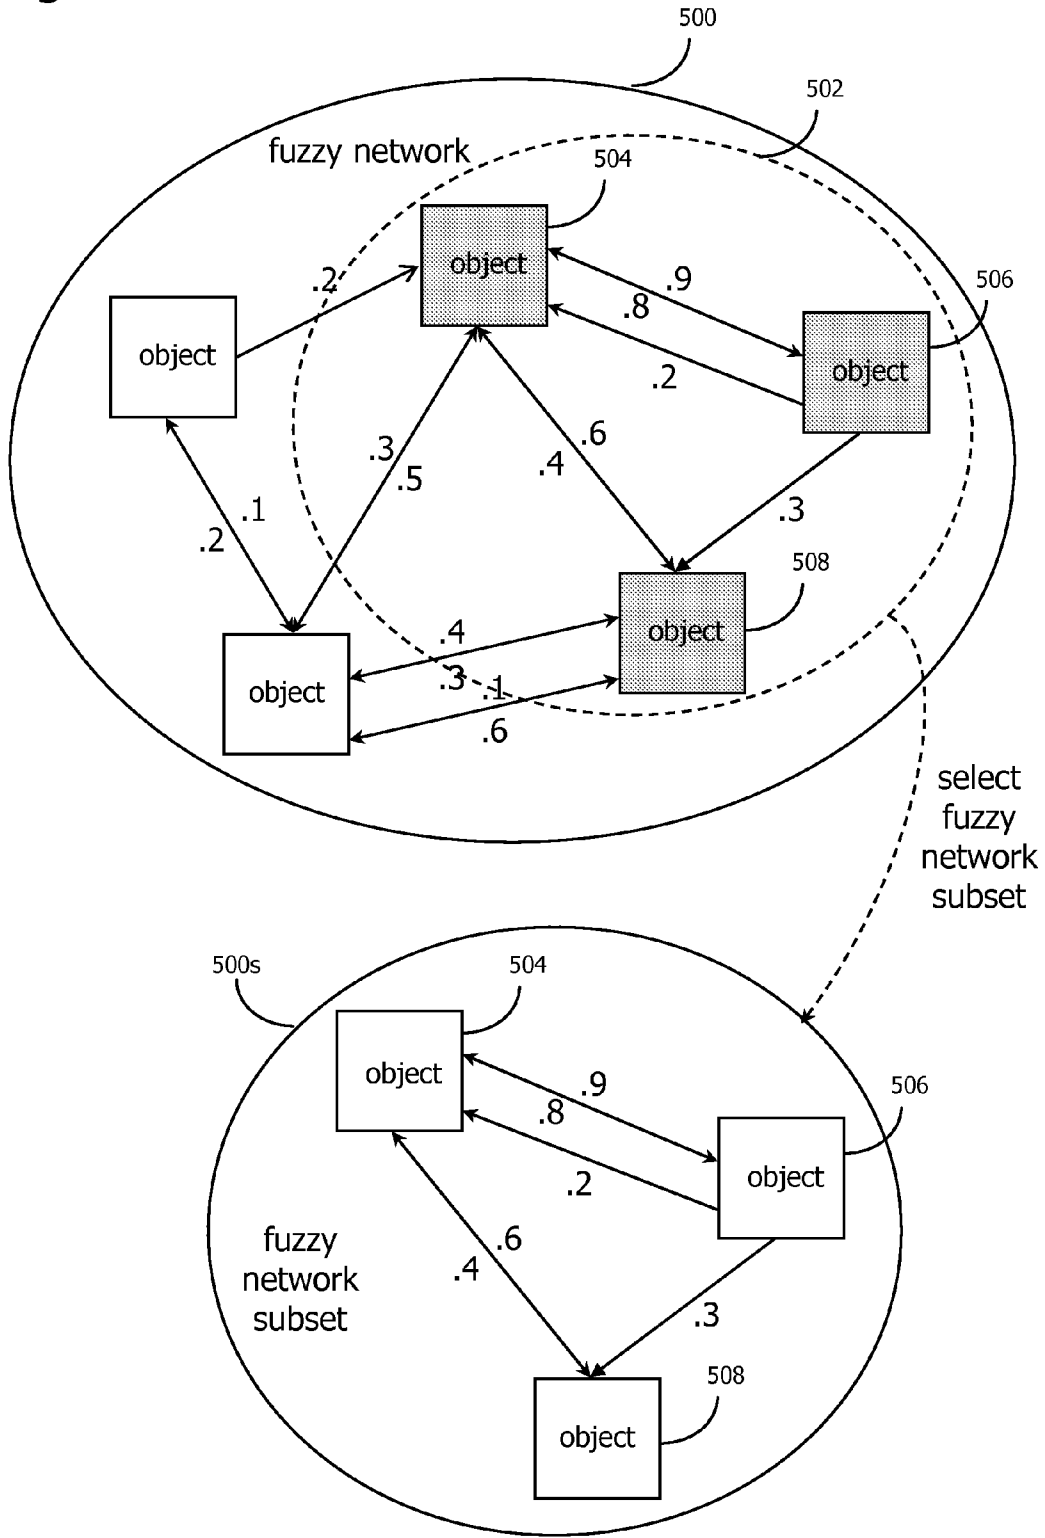 500
502
fuzzy network
504
object
.2
.9
506
.8
object
object
.2
.3
.6
.4
.5
.1
.3
.2
508
.4
object
.3
.1
object
.6
select
fuzzy
network
subset
500s
504
object
.9
.8
506
.2
object
fuzzy
network
subset
.6
.4
.3
508
object